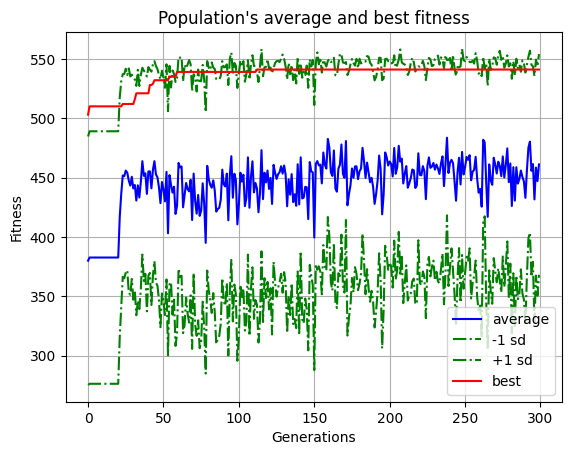 Population's average and best fitness
550
500
450
400
350
300
Fitness
0
50
100
150
200
250
300
Generations
average
-1 sd
+1 sd
best